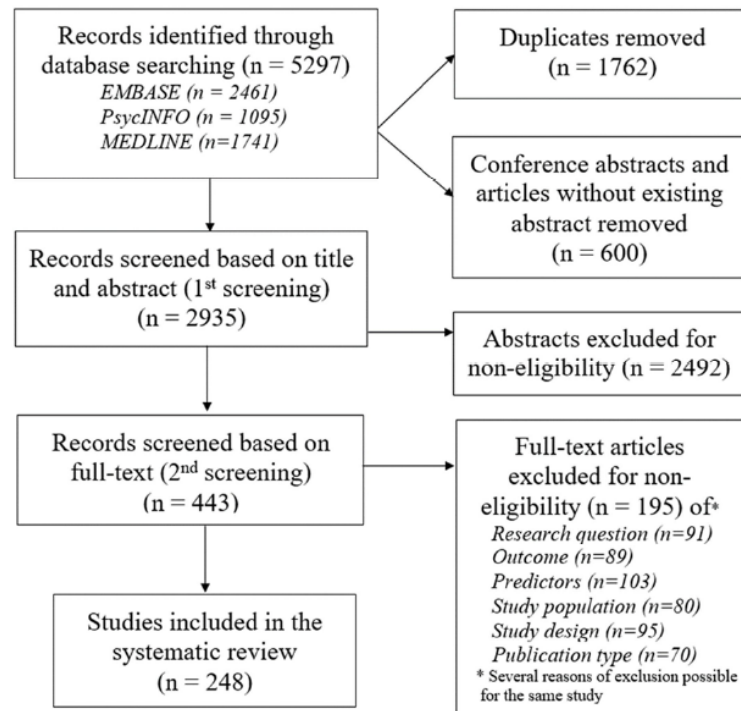 Records identified through
database searching (n = 5297)
EMBASE (n = 2461)
PsycINFO (n = 1095)
MEDLINE (n=1741)
Duplicates removed
(n = 1762)
Conference abstracts and
articles without existing
abstract removed
(n = 600)
Records screened based on title
and abstract (1st screening)
(n = 2935)
Abstracts excluded for
non-eligibility (n = 2492)
Records screened based on
full-text (2nd screening)
(n = 443)
Full-text articles
excluded for non-
eligibility (n = 195) of*
Research question (n=91)
Outcome (n=89)
Predictors (n=103)
Study population (n=80)
Study design (n=95)
Publication type (n=70)
* Several reasons of exclusion possible
for the same study
Studies included in the
systematic review
(n = 248)